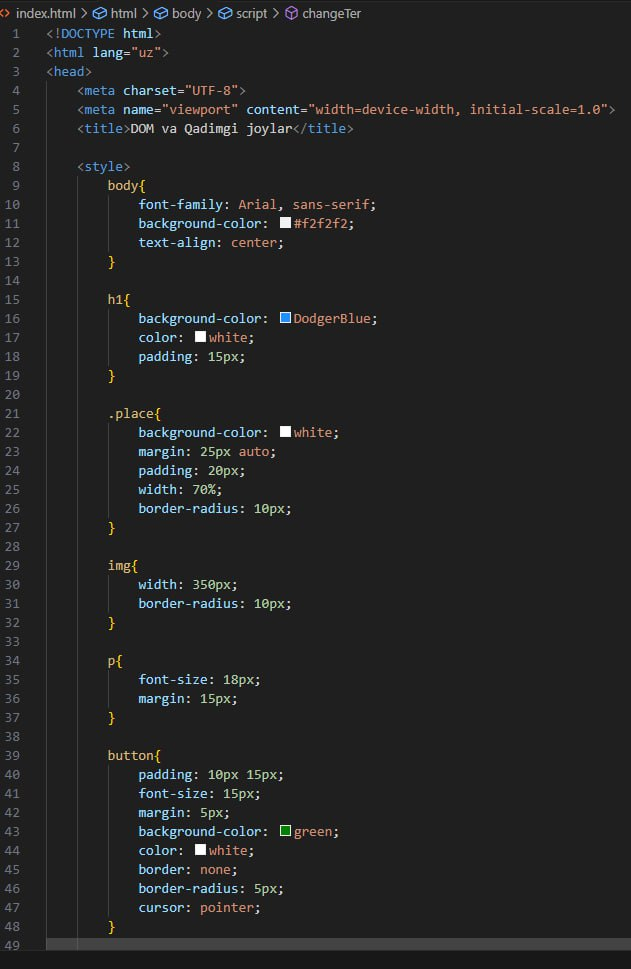 index.html > html > body > script > changeTer
1 <!DOCTYPE html>
2 <html lang="uz">
3 <head>
4     <meta charset="UTF-8">
5     <meta name="viewport" content="width=device-width, initial-scale=1.0">
6     <title>DOM va Qadimgi joylar</title>
7
8     <style>
9         body{
10             font-family: Arial, sans-serif;
11             background-color: #f2f2f2;
12             text-align: center;
13         }
14
15         h1{
16             background-color: DodgerBlue;
17             color: white;
18             padding: 15px;
19         }
20
21         .place{
22             background-color: white;
23             margin: 25px auto;
24             padding: 20px;
25             width: 70%;
26             border-radius: 10px;
27         }
28
29         img{
30             width: 350px;
31             border-radius: 10px;
32         }
33
34         p{
35             font-size: 18px;
36             margin: 15px;
37         }
38
39         button{
40             padding: 10px 15px;
41             font-size: 15px;
42             margin: 5px;
43             background-color: green;
44             color: white;
45             border: none;
46             border-radius: 5px;
47             cursor: pointer;
48         }
49